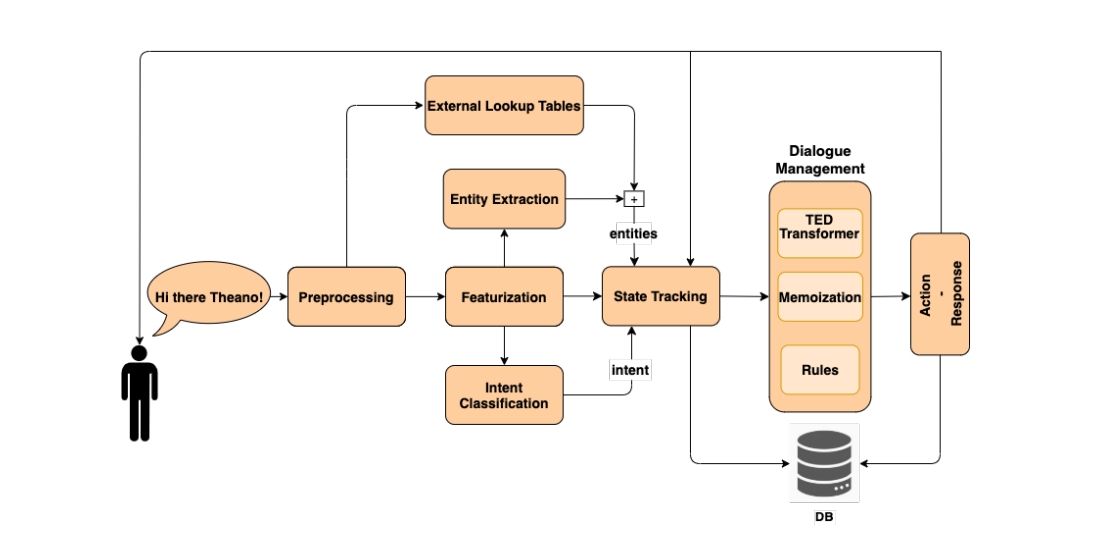 External Lookup Tables
Dialogue
Management
Entity Extraction
+
TED
Transformer
entities
Hi there Theano!
Preprocessing
Featurization
State Tracking
Memoization
Action
-
Response
intent
Rules
Intent
Classification
DB